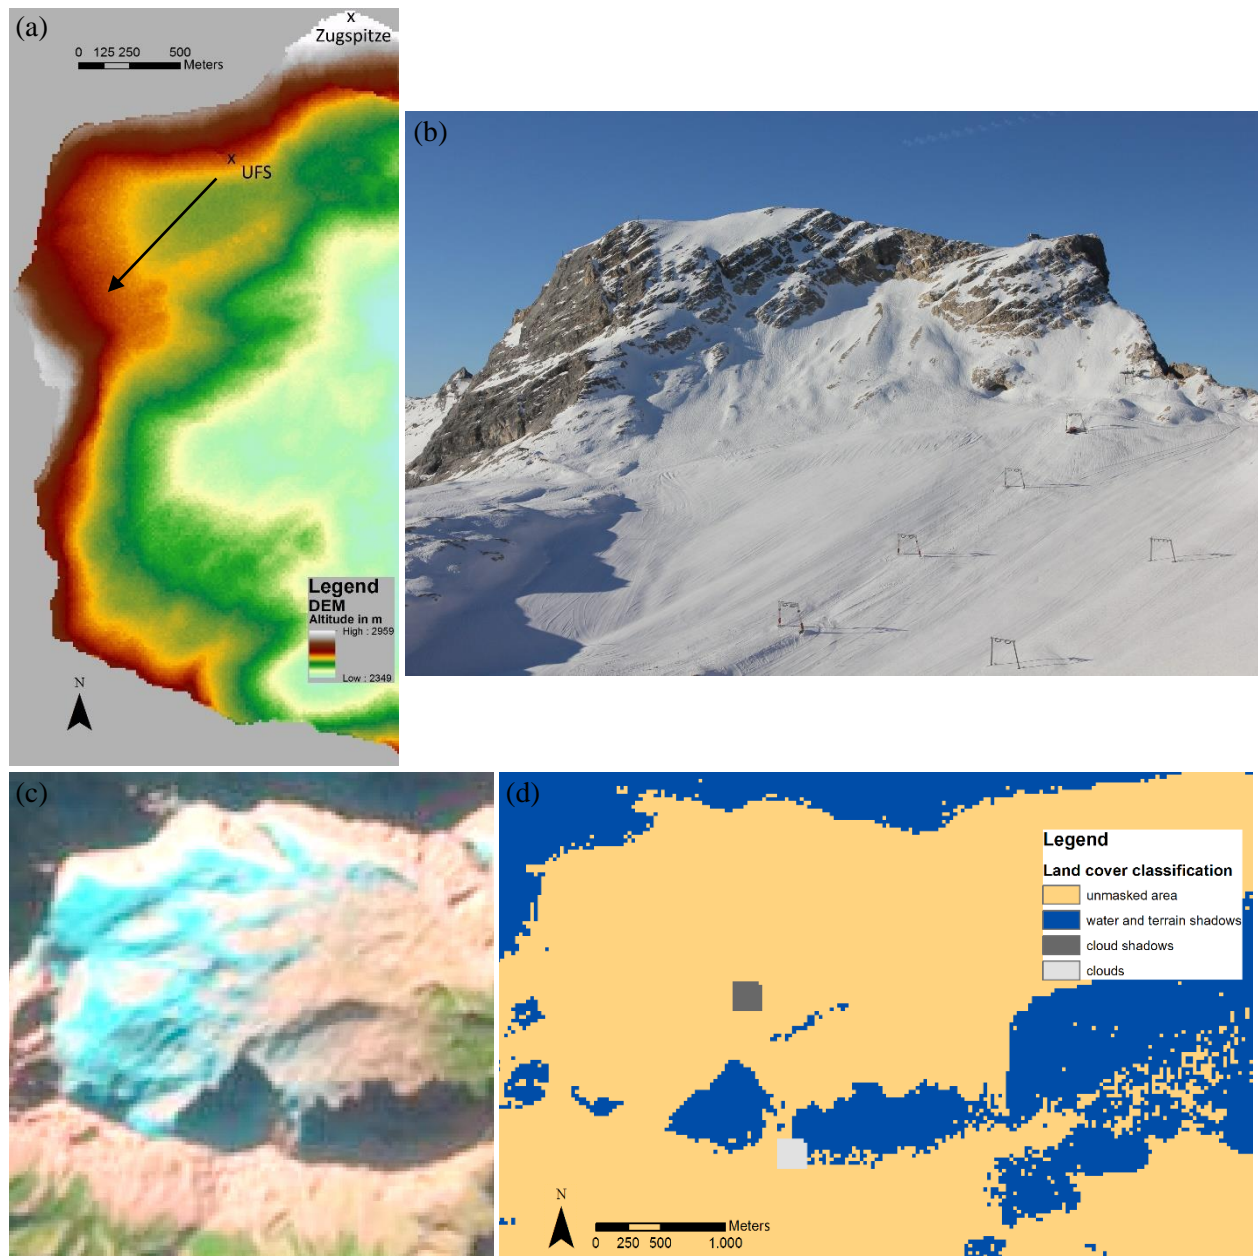 (a)
x
Zugspitze
0 125 250 500
Meters
x
UFS
Legend
DEM
Altitude in m
High : 2959
Low : 2349
N
(b)
(c)
(d)
Legend
Land cover classification
unmasked area
water and terrain shadows
cloud shadows
clouds
N
Meters
0 250 500 1.000